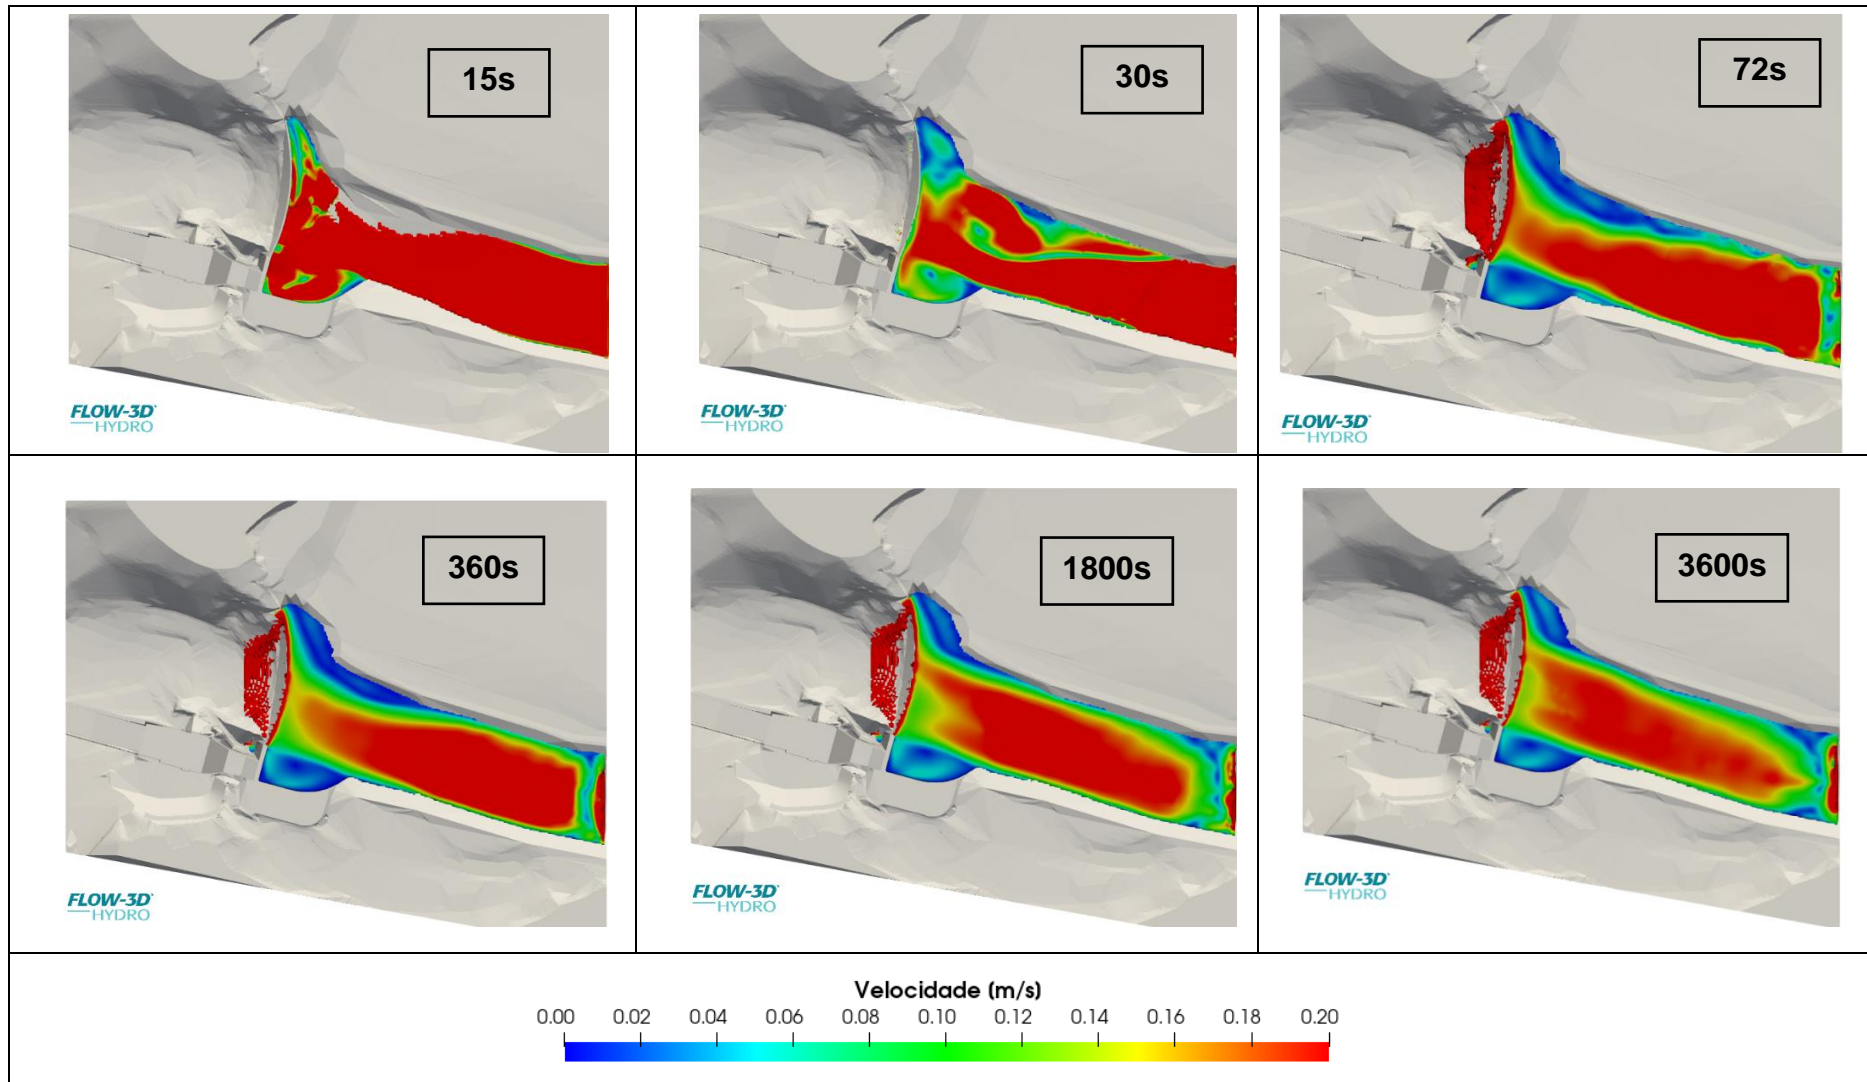 15s
30s
72s
FLOW-3D
HYDRO
FLOW-3D
HYDRO
FLOW-3D
HYDRO
360s
1800s
3600s
FLOW-3D
HYDRO
FLOW-3D
HYDRO
FLOW-3D
HYDRO
Velocidade (m/s)
0.00 0.02 0.04 0.06 0.08 0.10 0.12 0.14 0.16 0.18 0.20